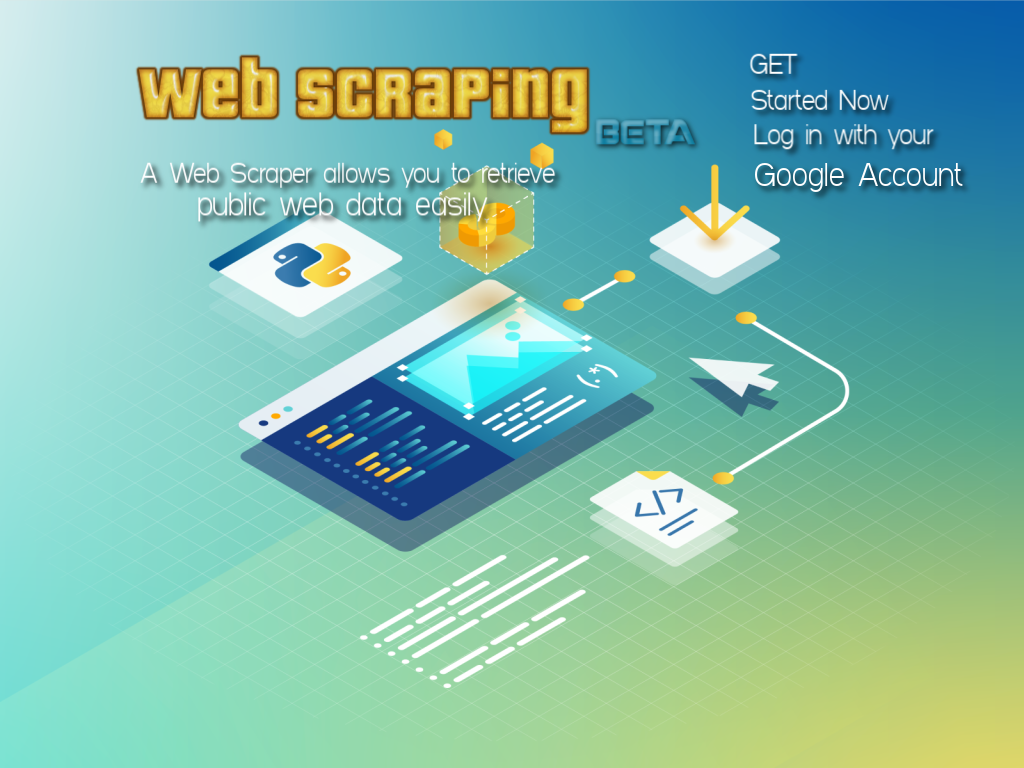 web scraping
BETA
A Web Scraper allows you to retrieve
public web data easily
GET
Started Now
Log in with your
Google Account
(*)
</>